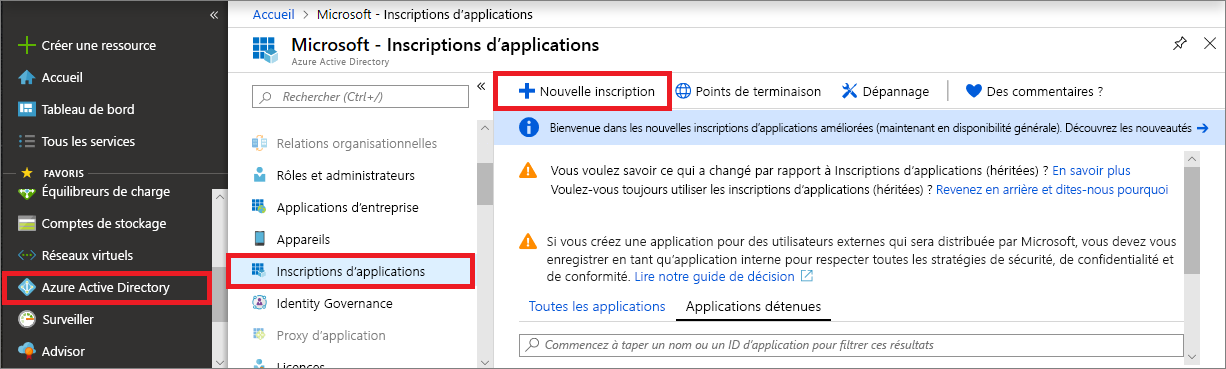 «
Créer une ressource
Accueil
Tableau de bord
Tous les services
FAVORIS
Équilibreurs de charge
Comptes de stockage
Réseaux virtuels
Azure Active Directory
Surveiller
Advisor
Accueil > Microsoft - Inscriptions d’applications
Microsoft - Inscriptions d’applications
Azure Active Directory
Rechercher (Ctrl+/)
«
Relations organisationnelles
Rôles et administrateurs
Applications d’entreprise
Appareils
Inscriptions d’applications
Identity Governance
Proxy d’application
Licences
Nouvelle inscription
Points de terminaison
Dépannage
Des commentaires ?
Bienvenue dans les nouvelles inscriptions d’applications améliorées (maintenant en disponibilité générale). Découvrez les nouveautés →
Vous voulez savoir ce qui a changé par rapport à Inscriptions d’applications (héritées) ? En savoir plus
Voulez-vous toujours utiliser les inscriptions d’applications (héritées) ? Revenez en arrière et dites-nous pourquoi
Si vous créez une application pour des utilisateurs externes qui sera distribuée par Microsoft, vous devez vous
enregistrer en tant qu’application interne pour respecter toutes les stratégies de sécurité, de confidentialité et
de conformité. Lire notre guide de décision
Toutes les applications
Applications détenues
Commencez à taper un nom ou un ID d’application pour filtrer ces résultats